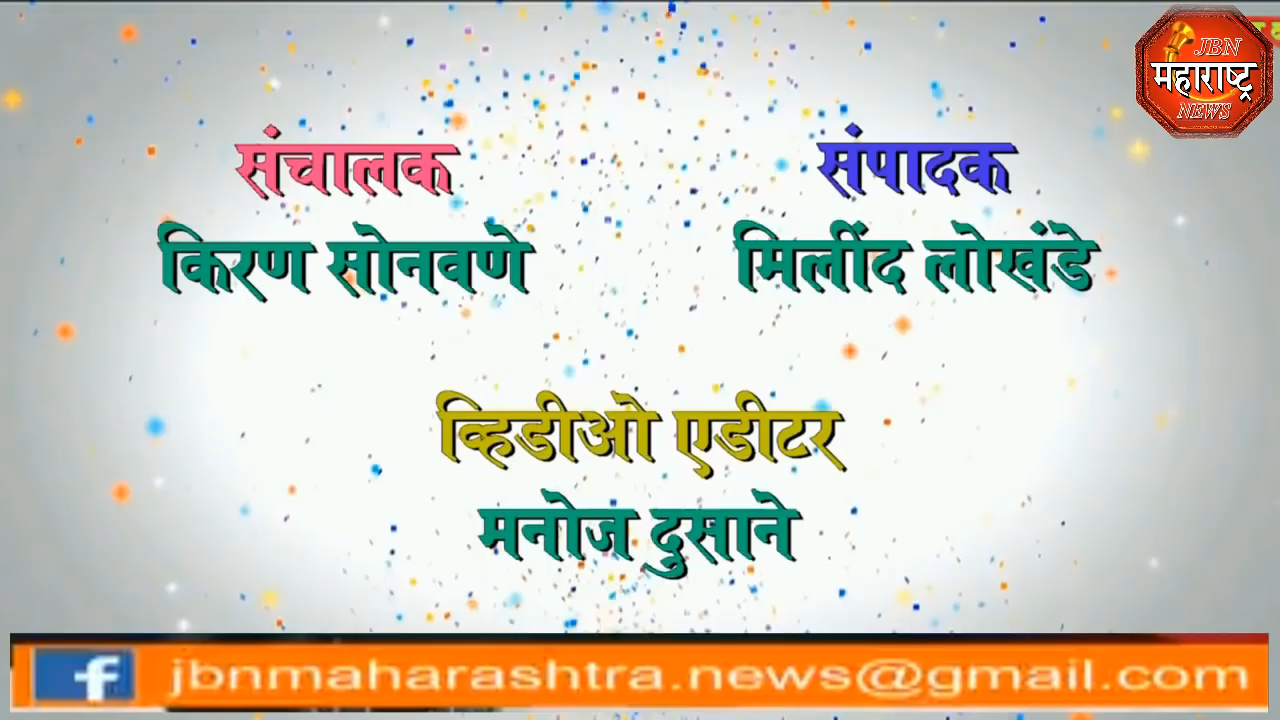 JBN
महाराष्ट्र
NEWS
संचालक
किरण सोनवणे
संपादक
मिलींद लोखंडे
व्हिडीओ एडीटर
मनोज दुसाने
f jbnmaharashtra.news@gmail.com